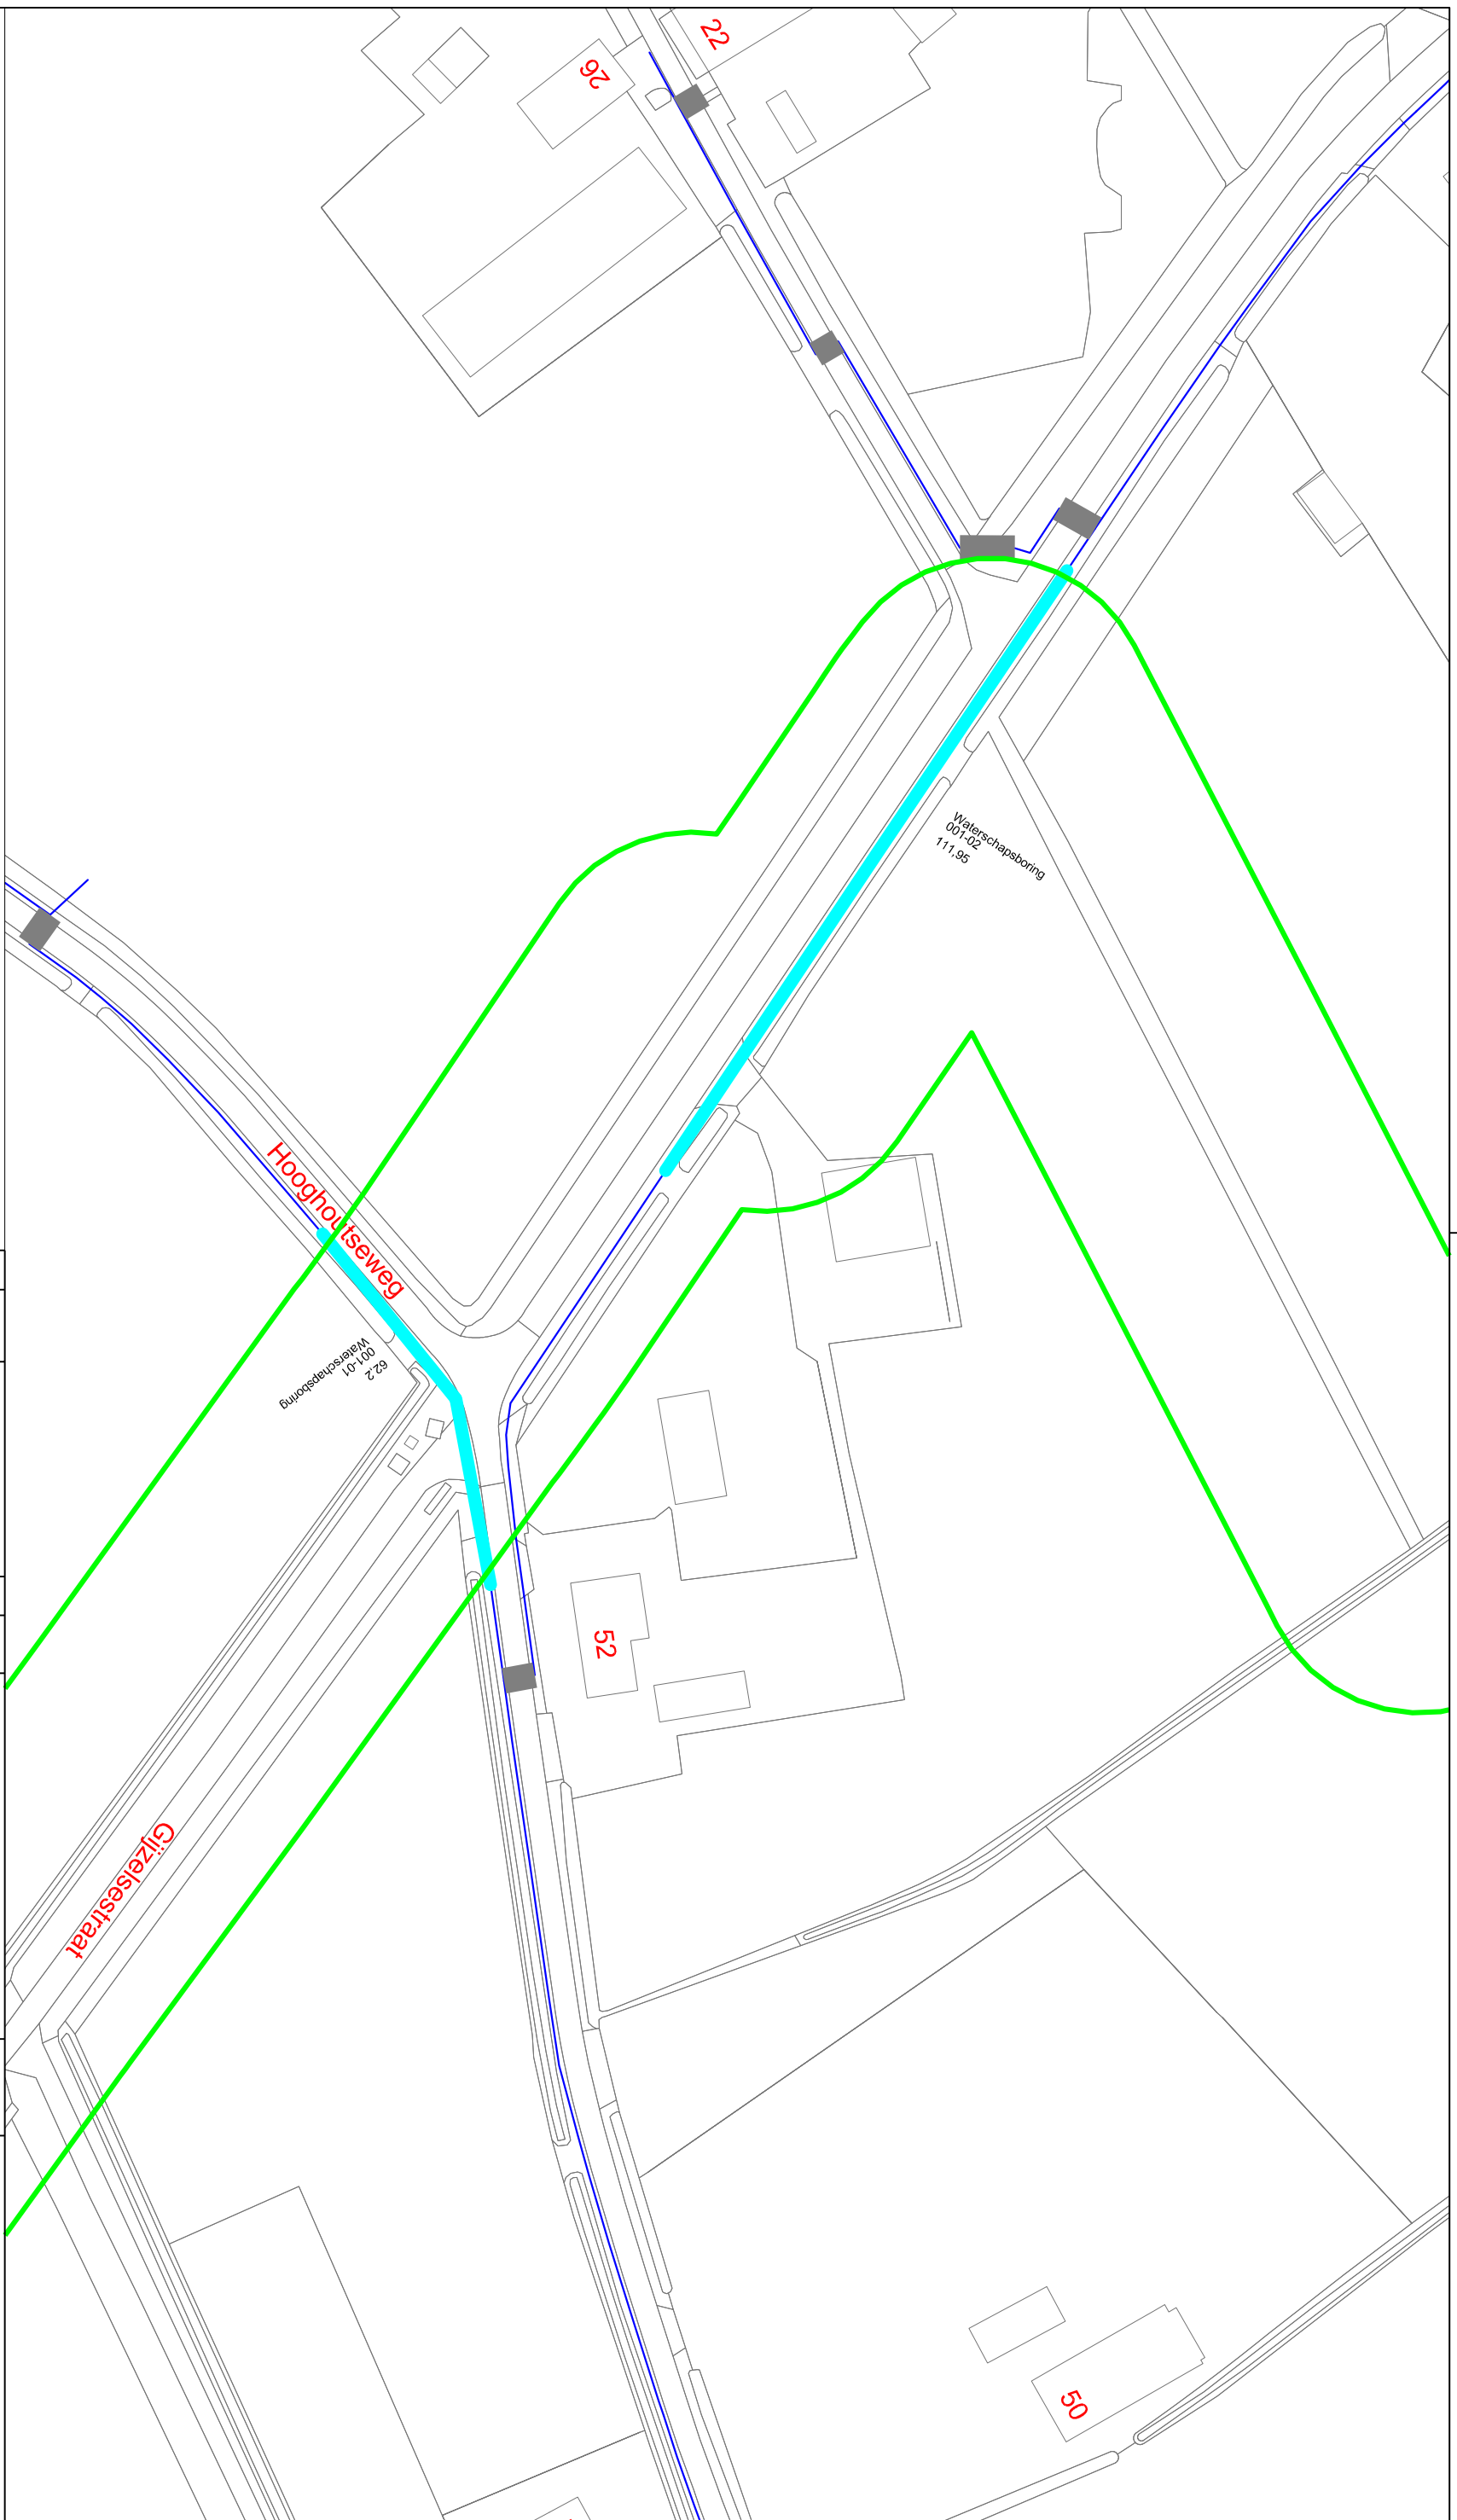 22
26
Waterschapsboring
001-02
111,95
Hooghoutseweg
Waterschapsboring
001-01
62,2
52
Gijzelsestraat
50